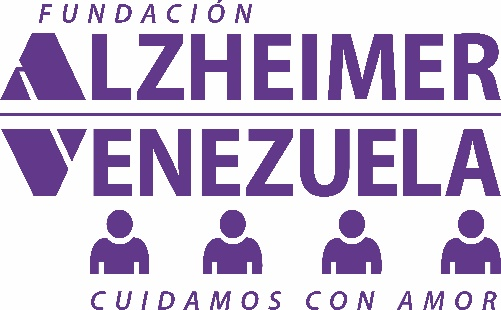 FUNDACIÓN
ALZHEIMER
VENEZUELA
CUIDAMOS CON AMOR